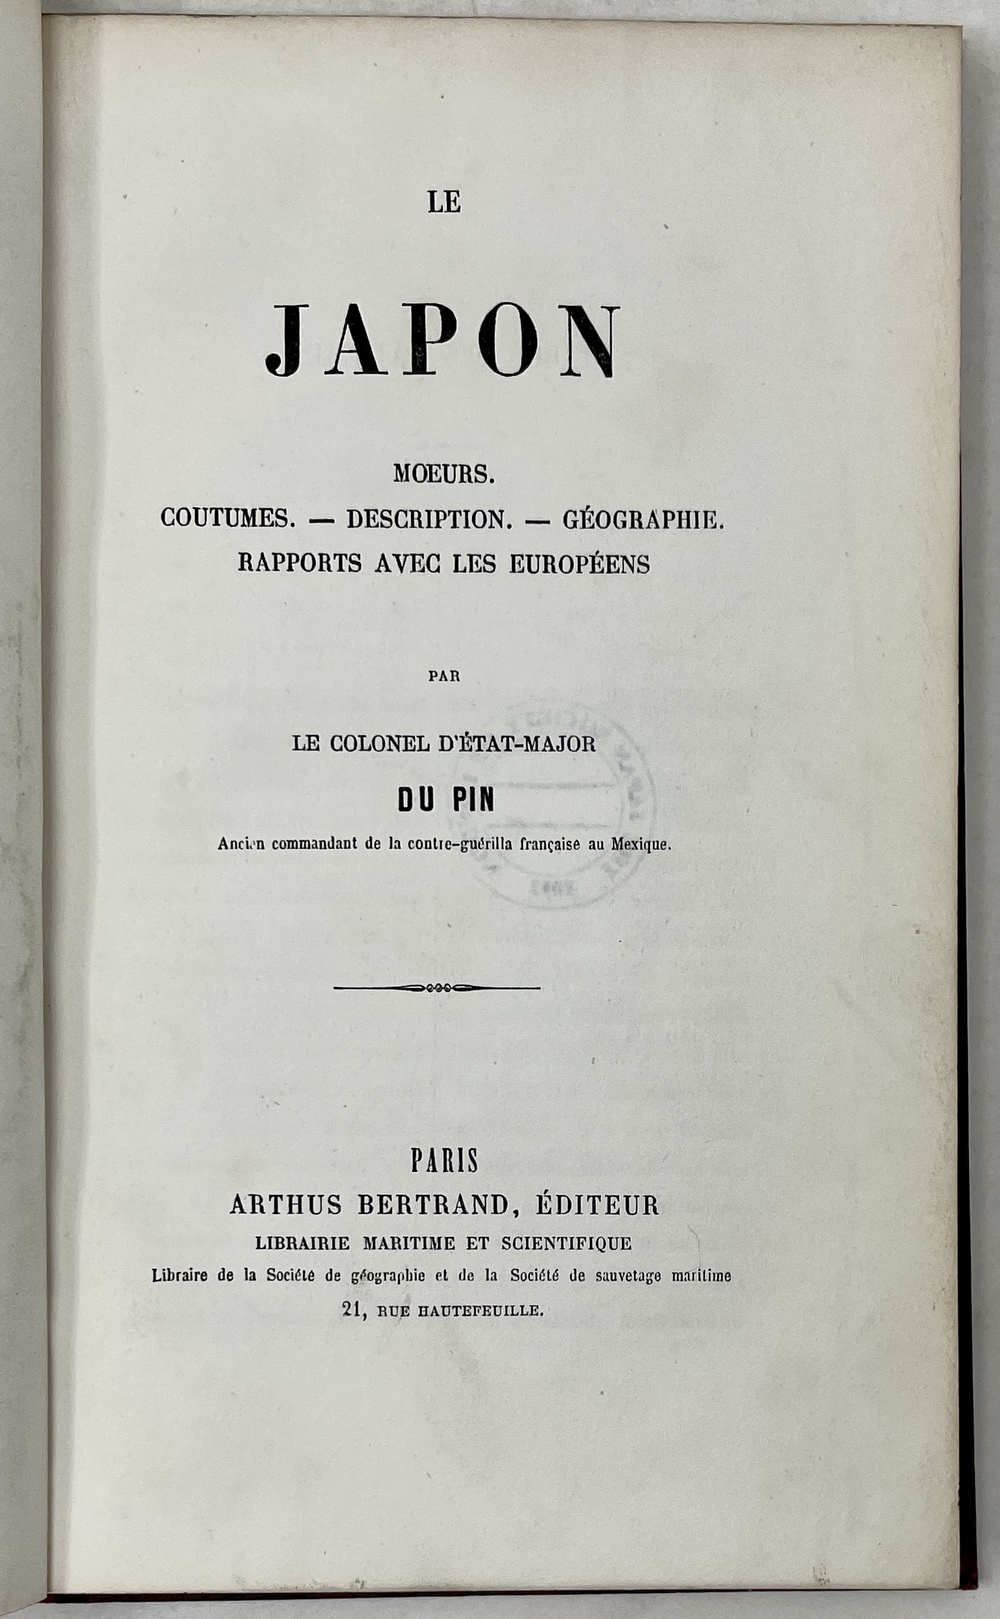 LE
JAPON
MŒURS.
COUTUMES. — DESCRIPTION. — GÉOGRAPHIE.
RAPPORTS AVEC LES EUROPÉENS
PAR
LE COLONEL D'ÉTAT-MAJOR
DU PIN
Ancien commandant de la contre-guérilla française au Mexique.
PARIS
ARTHUS BERTRAND, ÉDITEUR
LIBRAIRIE MARITIME ET SCIENTIFIQUE
Libraire de la Société de géographie et de la Société de sauvetage maritime
21, RUE HAUTEFEUILLE.